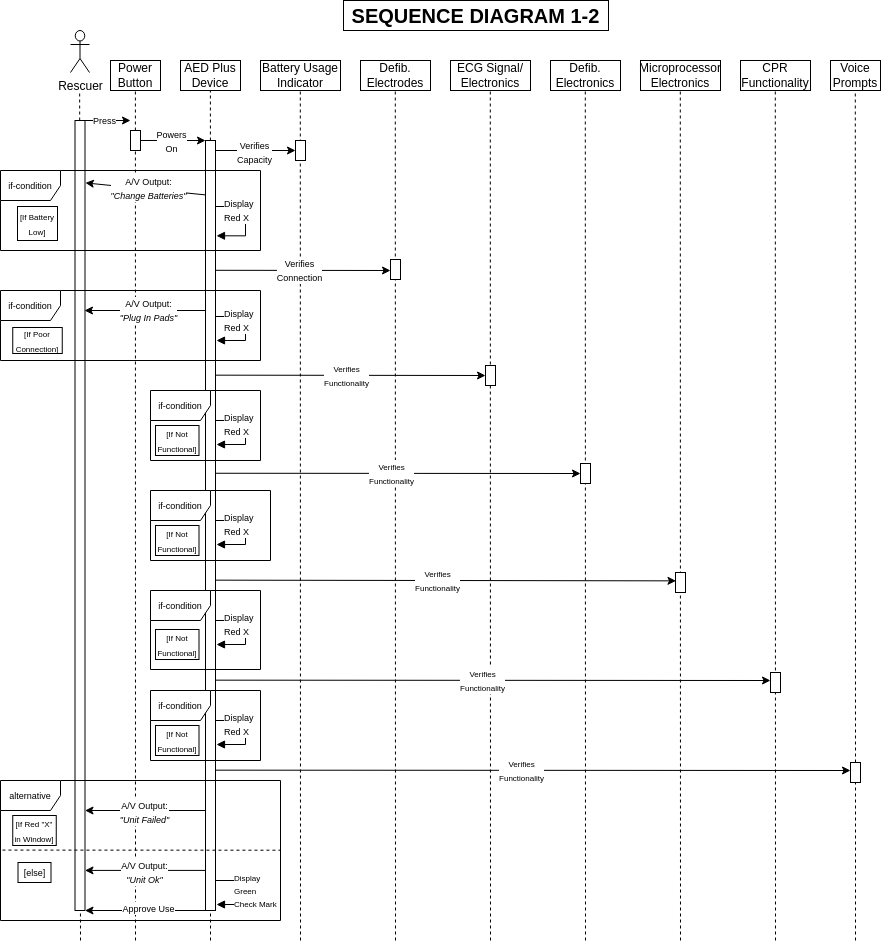 SEQUENCE DIAGRAM 1-2
Rescuer
Power
Button
AED Plus
Device
Battery Usage
Indicator
Defib.
Electrodes
ECG Signal/
Electronics
Defib.
Electronics
Microprocessor
Electronics
CPR
Functionality
Voice
Prompts
Press
Powers
On
Verifies
Capacity
if-condition
[If Battery
Low]
A/V Output:
"Change Batteries"
Display
Red X
Verifies
Connection
if-condition
[If Poor
Connection]
A/V Output:
"Plug In Pads"
Display
Red X
Verifies
Functionality
if-condition
[If Not
Functional]
Display
Red X
Verifies
Functionality
if-condition
[If Not
Functional]
Display
Red X
Verifies
Functionality
if-condition
[If Not
Functional]
Display
Red X
Verifies
Functionality
if-condition
[If Not
Functional]
Display
Red X
Verifies
Functionality
alternative
[If Red "X"
in Window]
A/V Output:
"Unit Failed"
[else]
A/V Output:
"Unit Ok"
Display
Green
Check Mark
Approve Use